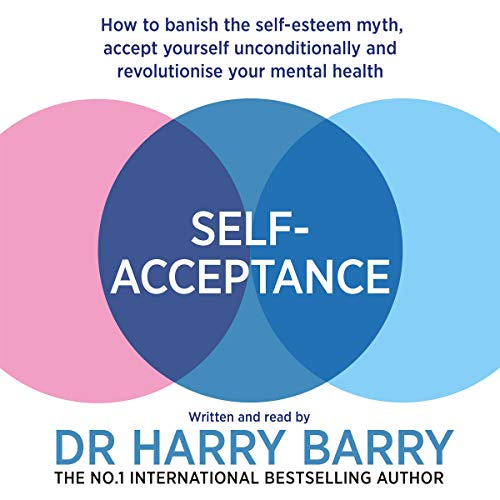 How to banish the self-esteem myth,
accept yourself unconditionally and
revolutionise your mental health
SELF-
ACCEPTANCE
Written and read by
DR HARRY BARRY
THE NO.1 INTERNATIONAL BESTSELLING AUTHOR